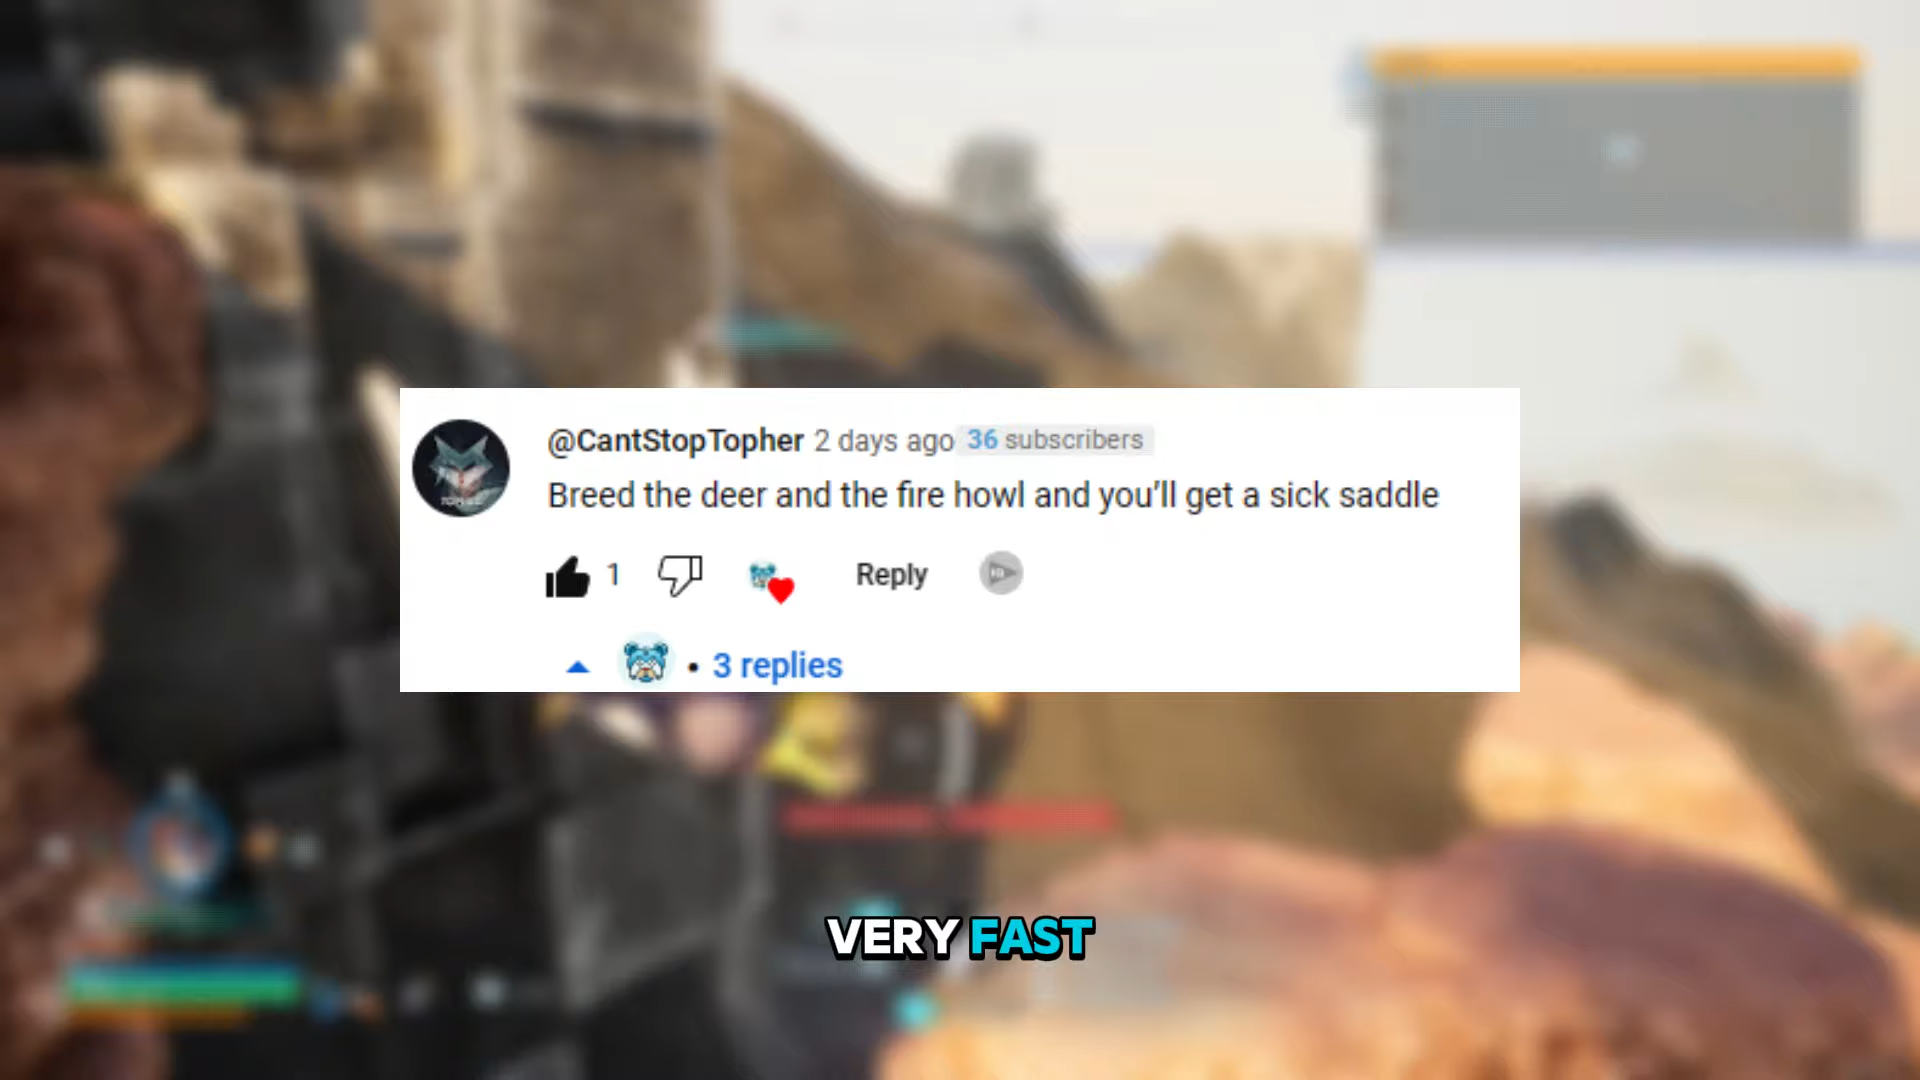 @CantStopTopher 2 days ago 36 subscribers
Breed the deer and the fire howl and you’ll get a sick saddle
1 Reply
• 3 replies
VERY FAST